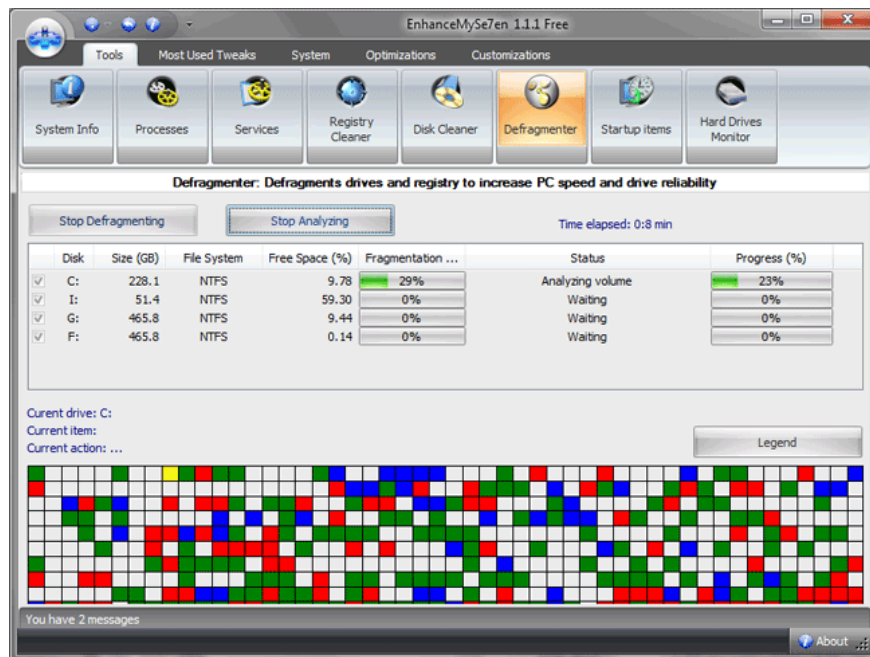 EnhanceMySe7en 1.1.1 Free
Tools Most Used Tweaks System Optimizations Customizations
System Info Processes Services Registry Cleaner Disk Cleaner Defragmenter Startup items Hard Drives Monitor
Defragmenter: Defragments drives and registry to increase PC speed and drive reliability
Stop Defragmenting Stop Analyzing Time elapsed: 0:8 min
Disk Size (GB) File System Free Space (%) Fragmentation ... Status Progress (%)
C: 228.1 NTFS 9.78 29% Analyzing volume 23%
I: 51.4 NTFS 59.30 0% Waiting 0%
G: 465.8 NTFS 9.44 0% Waiting 0%
F: 465.8 NTFS 0.14 0% Waiting 0%
Curent drive: C:
Current item:
Current action: ...
Legend
You have 2 messages
About